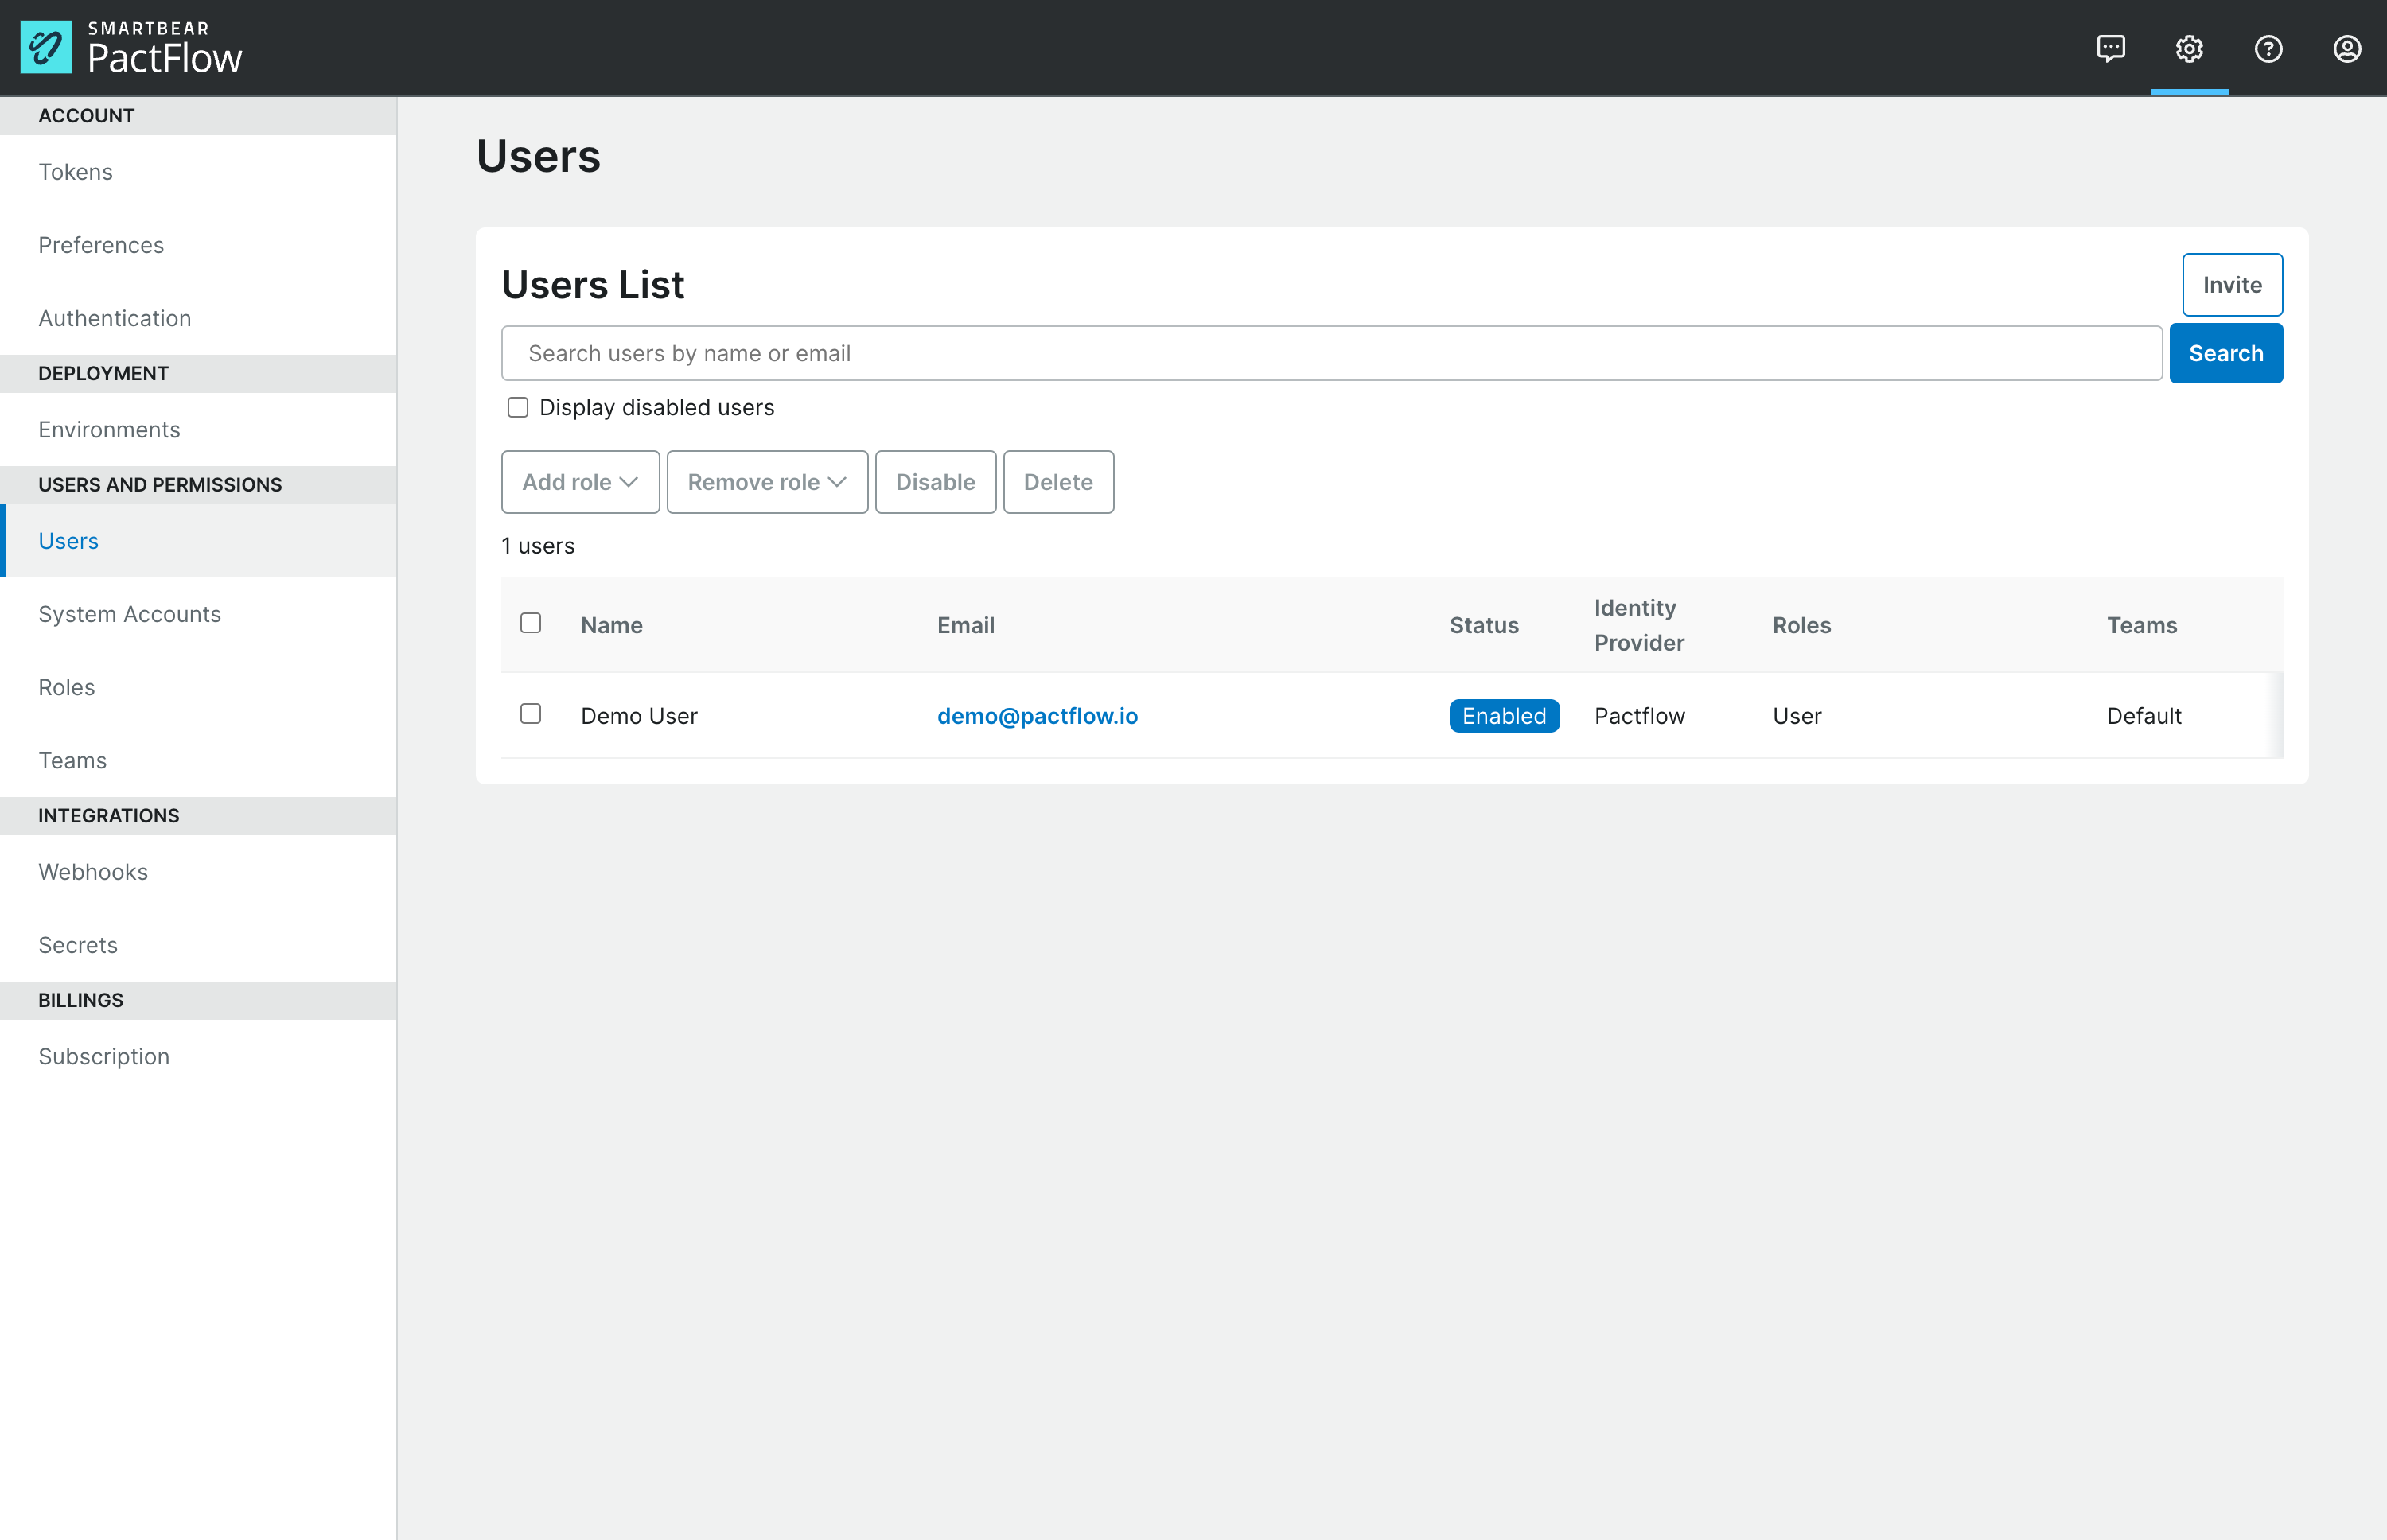 SMARTBEAR
PactFlow
ACCOUNT
Tokens
Preferences
Authentication
DEPLOYMENT
Environments
USERS AND PERMISSIONS
Users
System Accounts
Roles
Teams
INTEGRATIONS
Webhooks
Secrets
BILLINGS
Subscription
Users
Users List
Invite
Search users by name or email
Search
Display disabled users
Add role
Remove role
Disable
Delete
1 users
Name
Email
Status
Identity
Provider
Roles
Teams
Demo User
demo@pactflow.io
Enabled
Pactflow
User
Default